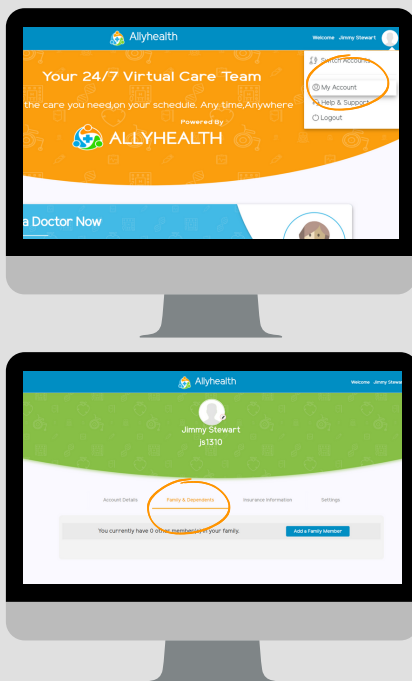 Allyhealth
Welcome Jimmy Stewart
Switch Accounts
My Account
Help & Support
Logout
Your 24/7 Virtual Care Team
the care you need,on your schedule. Any time,Anywhere
Powered By
ALLYHEALTH
a Doctor Now
Allyhealth
Welcome Jimmy Stewar
Jimmy Stewart
js1310
Account Details Family & Dependents Insurance Information Settings
You currently have 0 other member(s) in your family. Add a Family Member